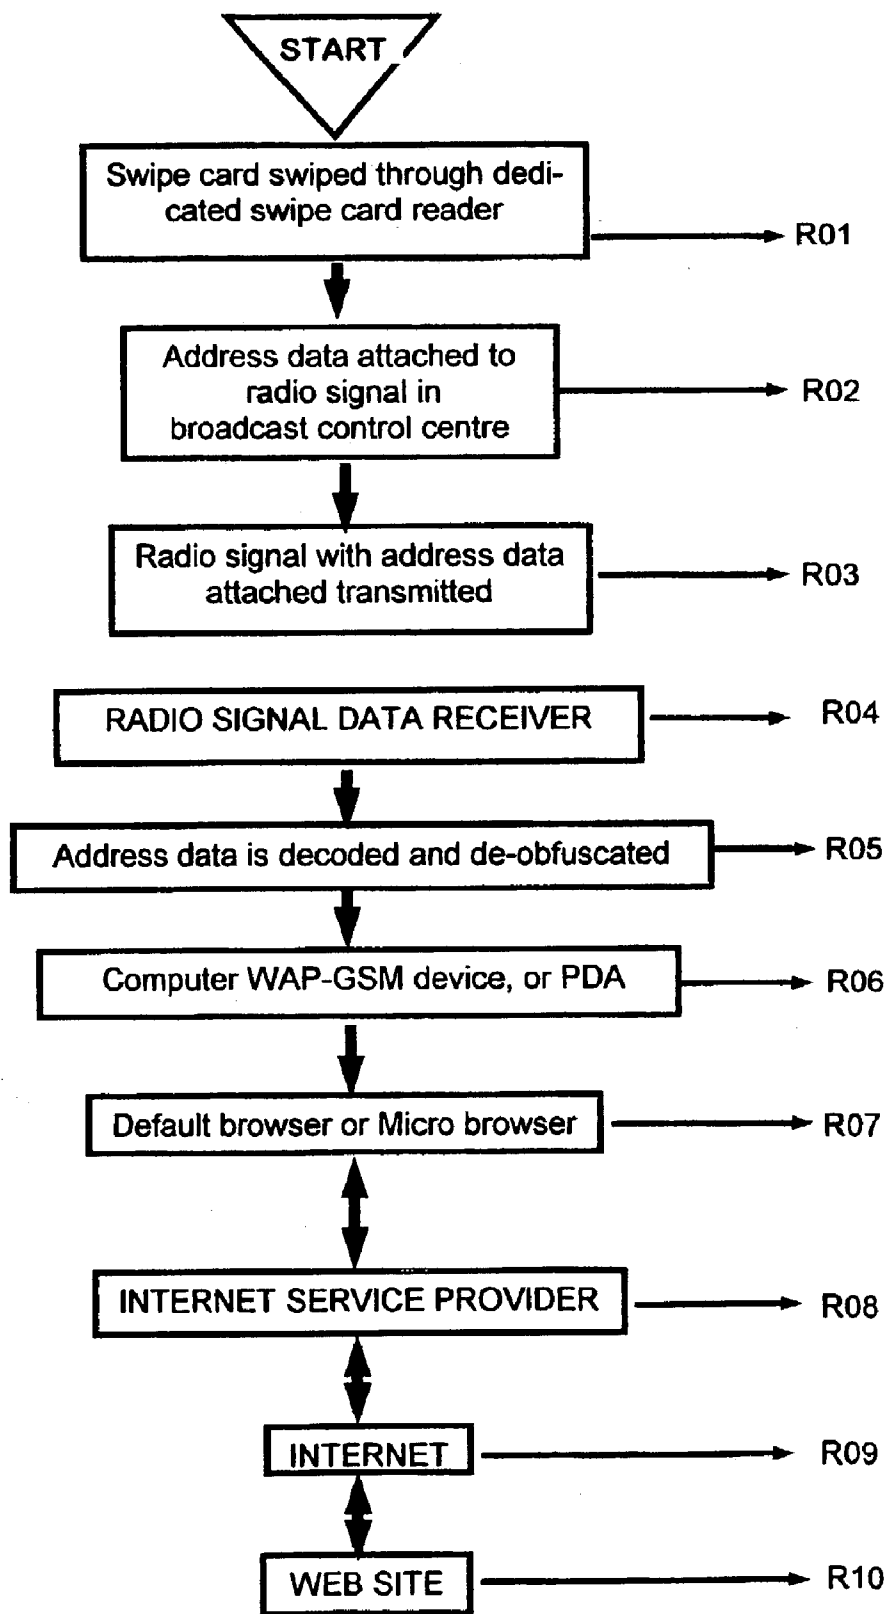 START
Swipe card swiped through dedi-
cated swipe card reader
R01
Address data attached to
radio signal in
broadcast control centre
R02
Radio signal with address data
attached transmitted
R03
RADIO SIGNAL DATA RECEIVER
R04
Address data is decoded and de-obfuscated
R05
Computer WAP-GSM device, or PDA
R06
Default browser or Micro browser
R07
INTERNET SERVICE PROVIDER
R08
INTERNET
R09
WEB SITE
R10